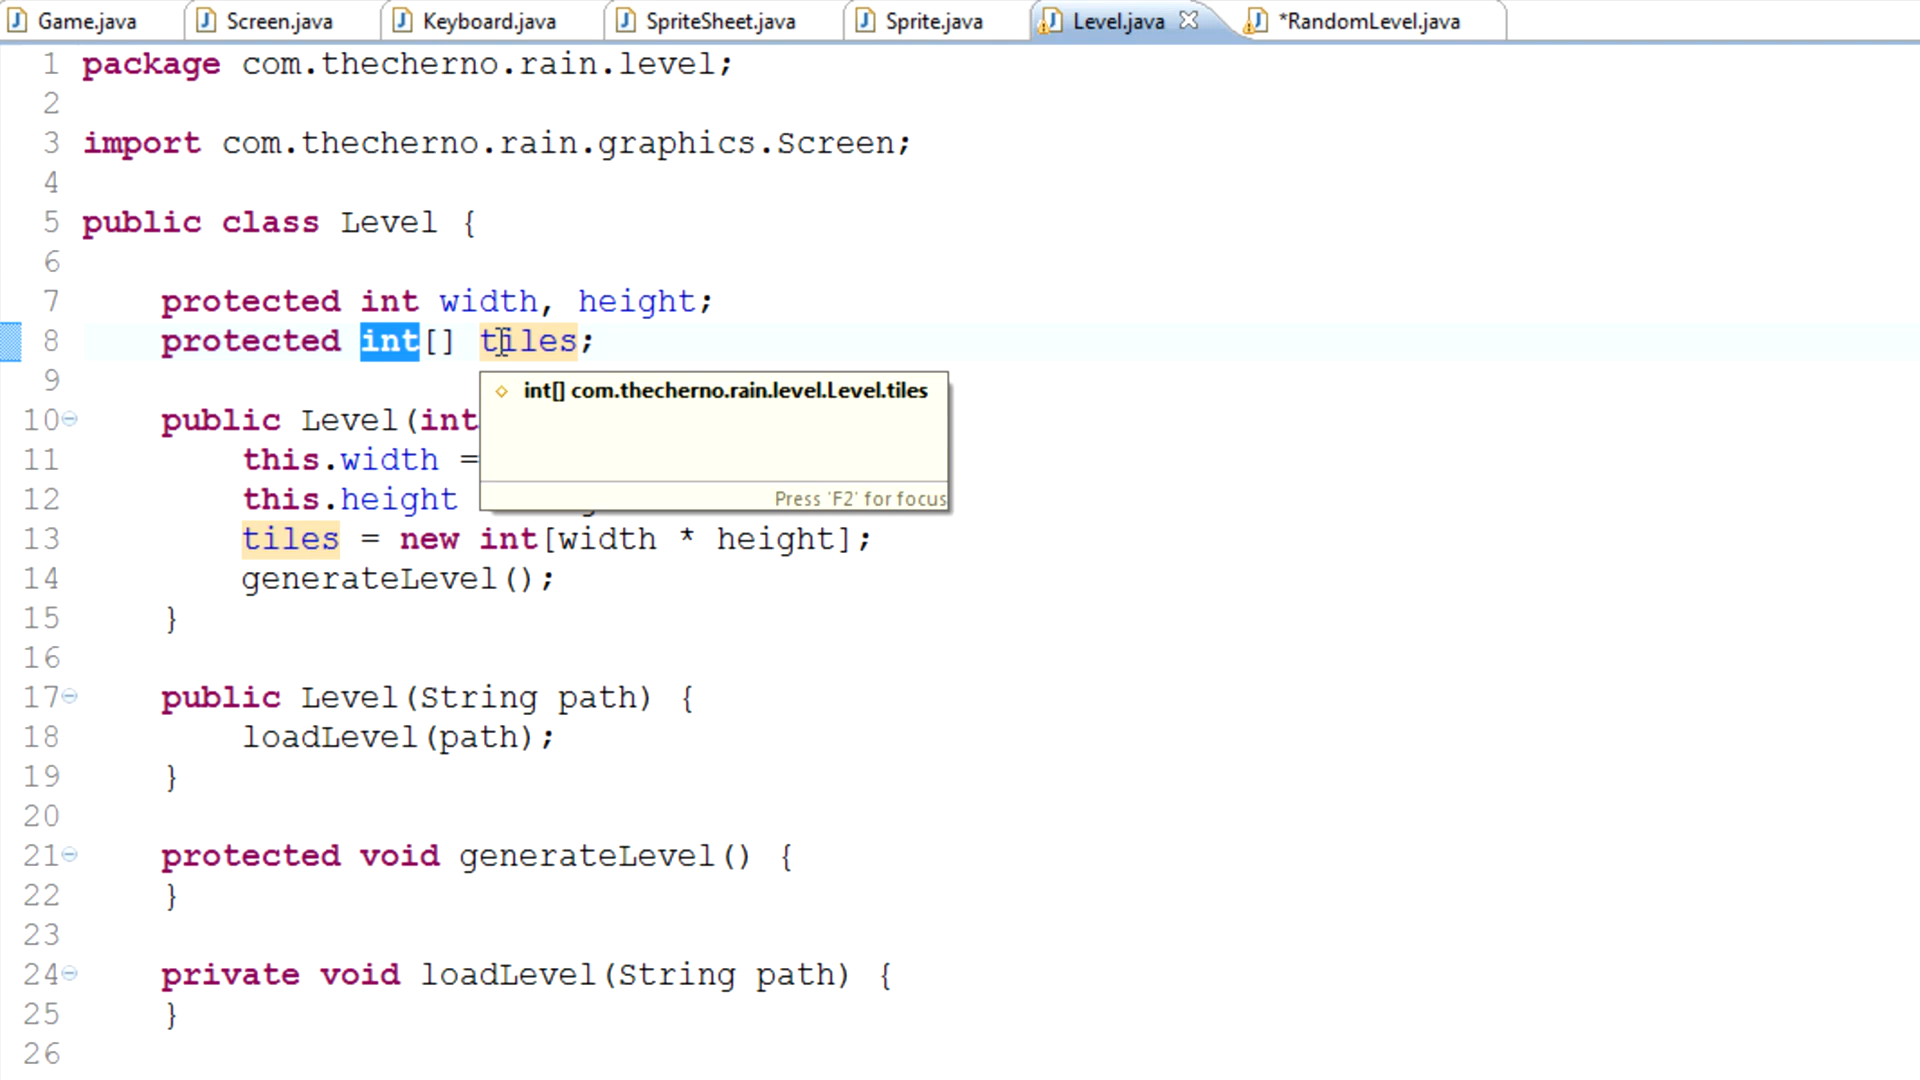 Game.java Screen.java Keyboard.java SpriteSheet.java Sprite.java Level.java *RandomLevel.java
1 package com.thecherno.rain.level;
2
3 import com.thecherno.rain.graphics.Screen;
4
5 public class Level {
6
7 protected int width, height;
8 protected int[] tiles;
9
int[] com.thecherno.rain.level.Level.tiles
10 public Level(int
11 this.width =
12 this.height
Press 'F2' for focus
13 tiles = new int[width * height];
14 generateLevel();
15 }
16
17 public Level(String path) {
18 loadLevel(path);
19 }
20
21 protected void generateLevel() {
22 }
23
24 private void loadLevel(String path) {
25 }
26